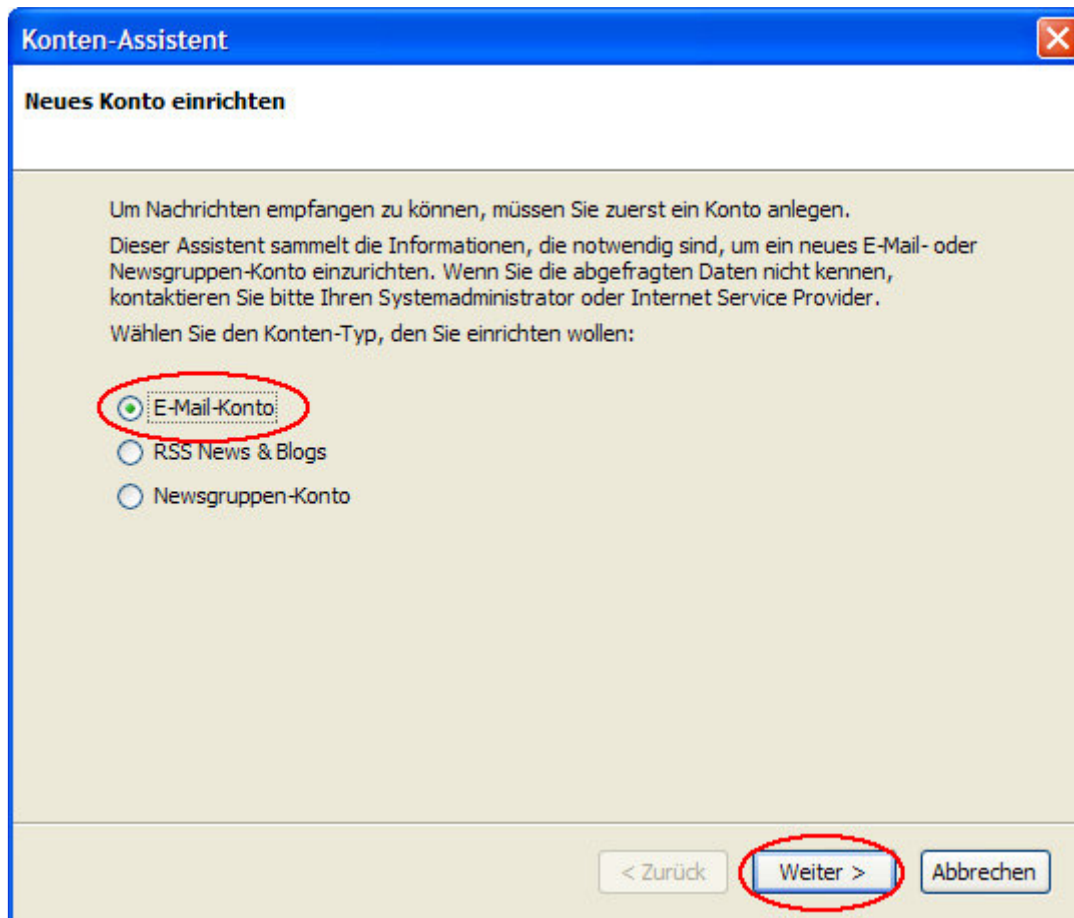 Konten-Assistent
Neues Konto einrichten
Um Nachrichten empfangen zu können, müssen Sie zuerst ein Konto anlegen.
Dieser Assistent sammelt die Informationen, die notwendig sind, um ein neues E-Mail- oder
Newsgruppen-Konto einzurichten. Wenn Sie die abgefragten Daten nicht kennen,
kontaktieren Sie bitte Ihren Systemadministrator oder Internet Service Provider.
Wählen Sie den Konten-Typ, den Sie einrichten wollen:
E-Mail-Konto
RSS News & Blogs
Newsgruppen-Konto
< Zurück Weiter > Abbrechen